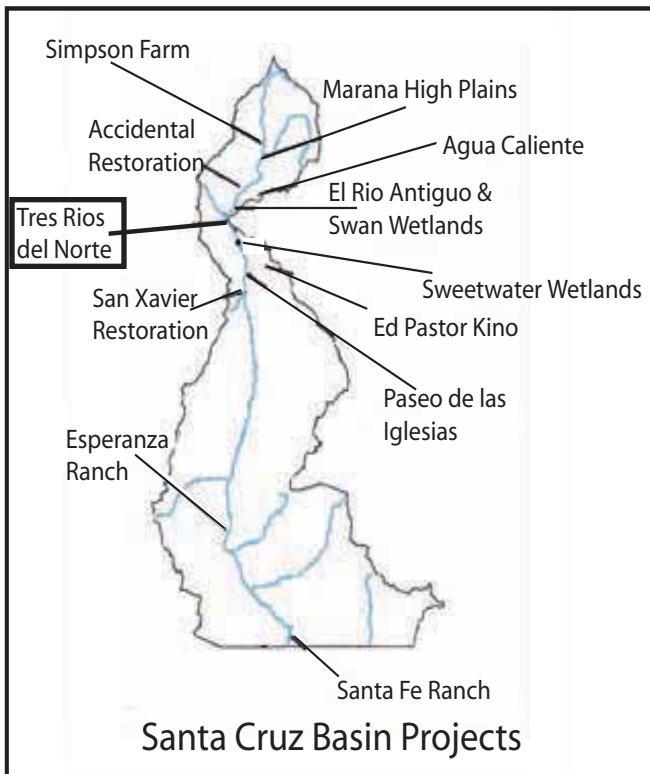 Simpson Farm
Marana High Plains
Accidental
Restoration
Agua Caliente
El Rio Antiguo &
Swan Wetlands
Tres Rios
del Norte
Sweetwater Wetlands
San Xavier
Restoration
Ed Pastor Kino
Paseo de las
Iglesias
Esperanza
Ranch
Santa Fe Ranch
Santa Cruz Basin Projects